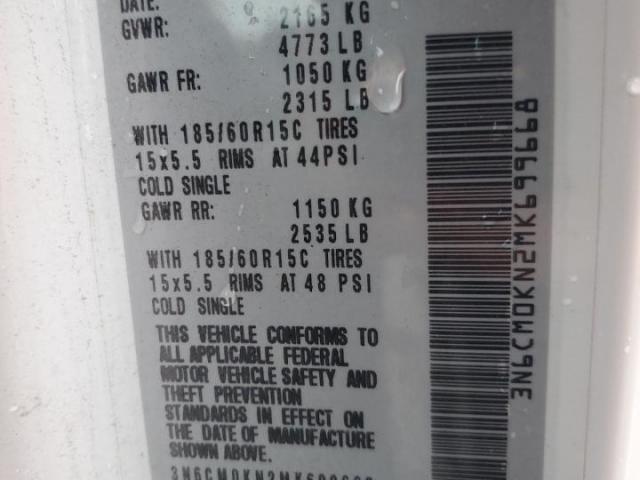 DATE:
GVWR: 2165 KG
4773 LB
GAWR FR: 1050 KG
2315 LB
WITH 185/60R15C TIRES
15x5.5 RIMS AT 44PSI
COLD SINGLE
GAWR RR: 1150 KG
2535 LB
WITH 185/60R15C TIRES
15x5.5 RIMS AT 48 PSI
COLD SINGLE
THIS VEHICLE CONFORMS TO
ALL APPLICABLE FEDERAL
MOTOR VEHICLE SAFETY AND
THEFT PREVENTION
STANDARDS IN EFFECT ON
THE DATE OF MANUFACTURE
SHOWN ABOVE.
3N6CM0KN2MK699668
3N6CM0KN2MK699668